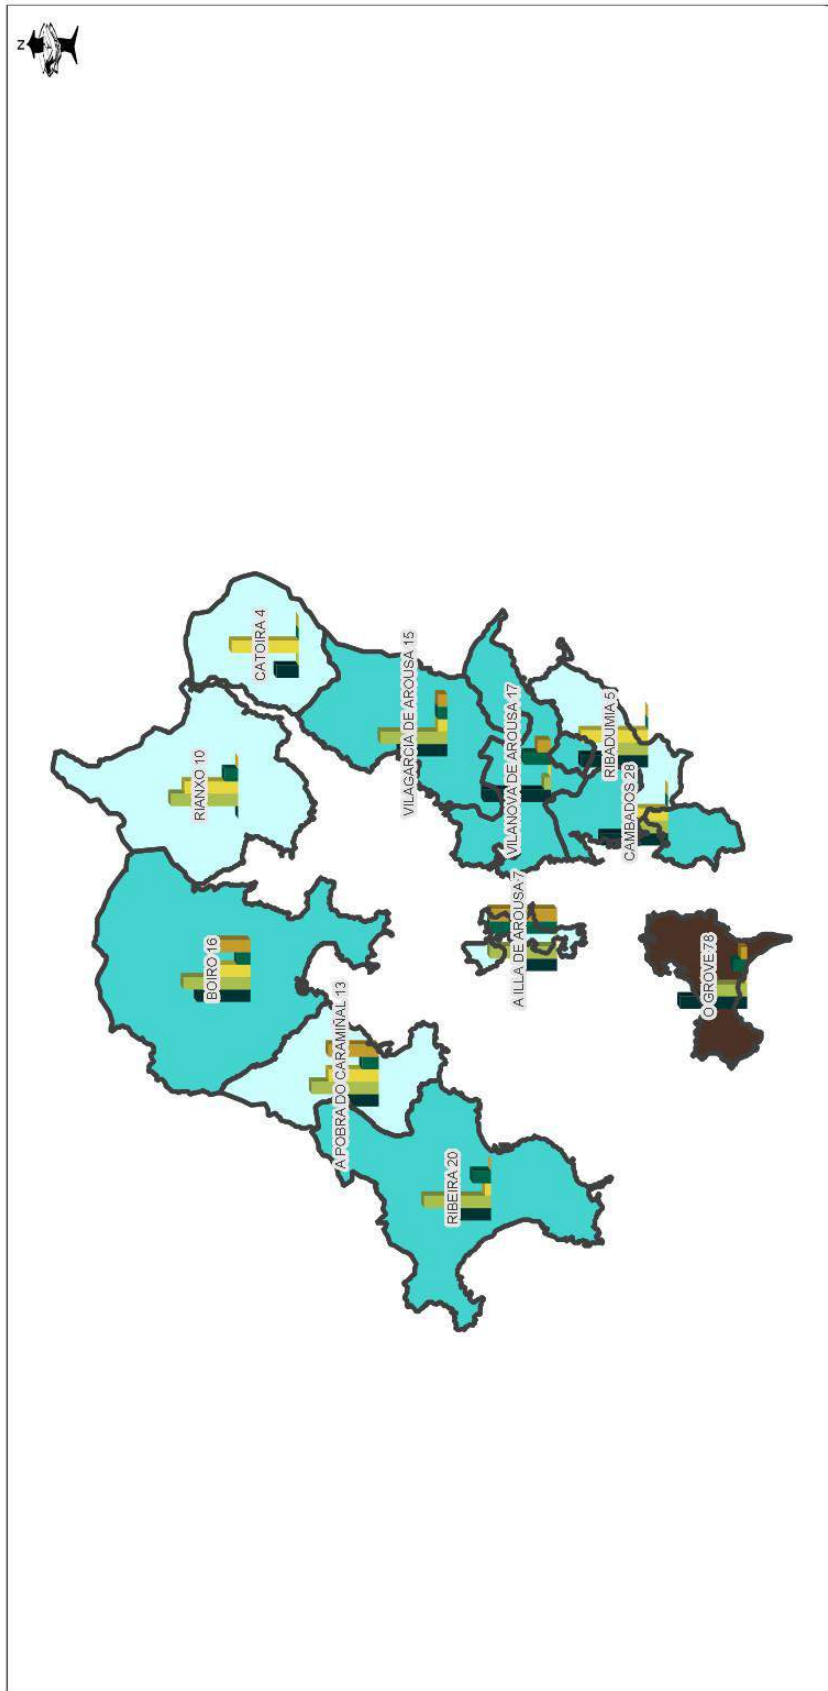 N
CATOIRA 4
RIANXO 10
BOIRO 16
VILAGARCIA DE AROUSA 15
A POBRA DO CARAMIÑAL 13
RIBEIRA 20
A ILLA DE AROUSA 7
VILANOVA DE AROUSA 17
RIBADUMIA 5
CAMBADOS 28
O GROVE 78